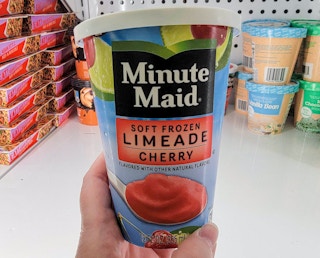 Minute
Maid
SOFT FROZEN
LIMEADE
CHERRY
FLAVORED WITH OTHER NATURAL FLAVORS